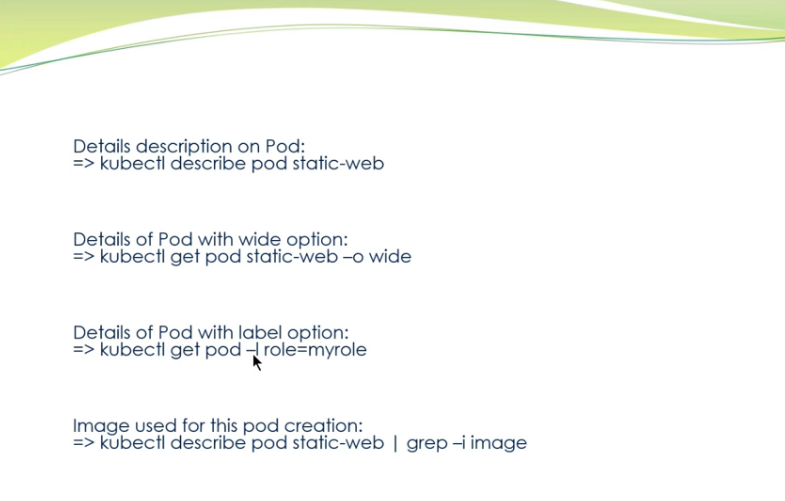 Details description on Pod:
=> kubectl describe pod static-web
Details of Pod with wide option:
=> kubectl get pod static-web –o wide
Details of Pod with label option:
=> kubectl get pod –l role=myrole
Image used for this pod creation:
=> kubectl describe pod static-web | grep –i image